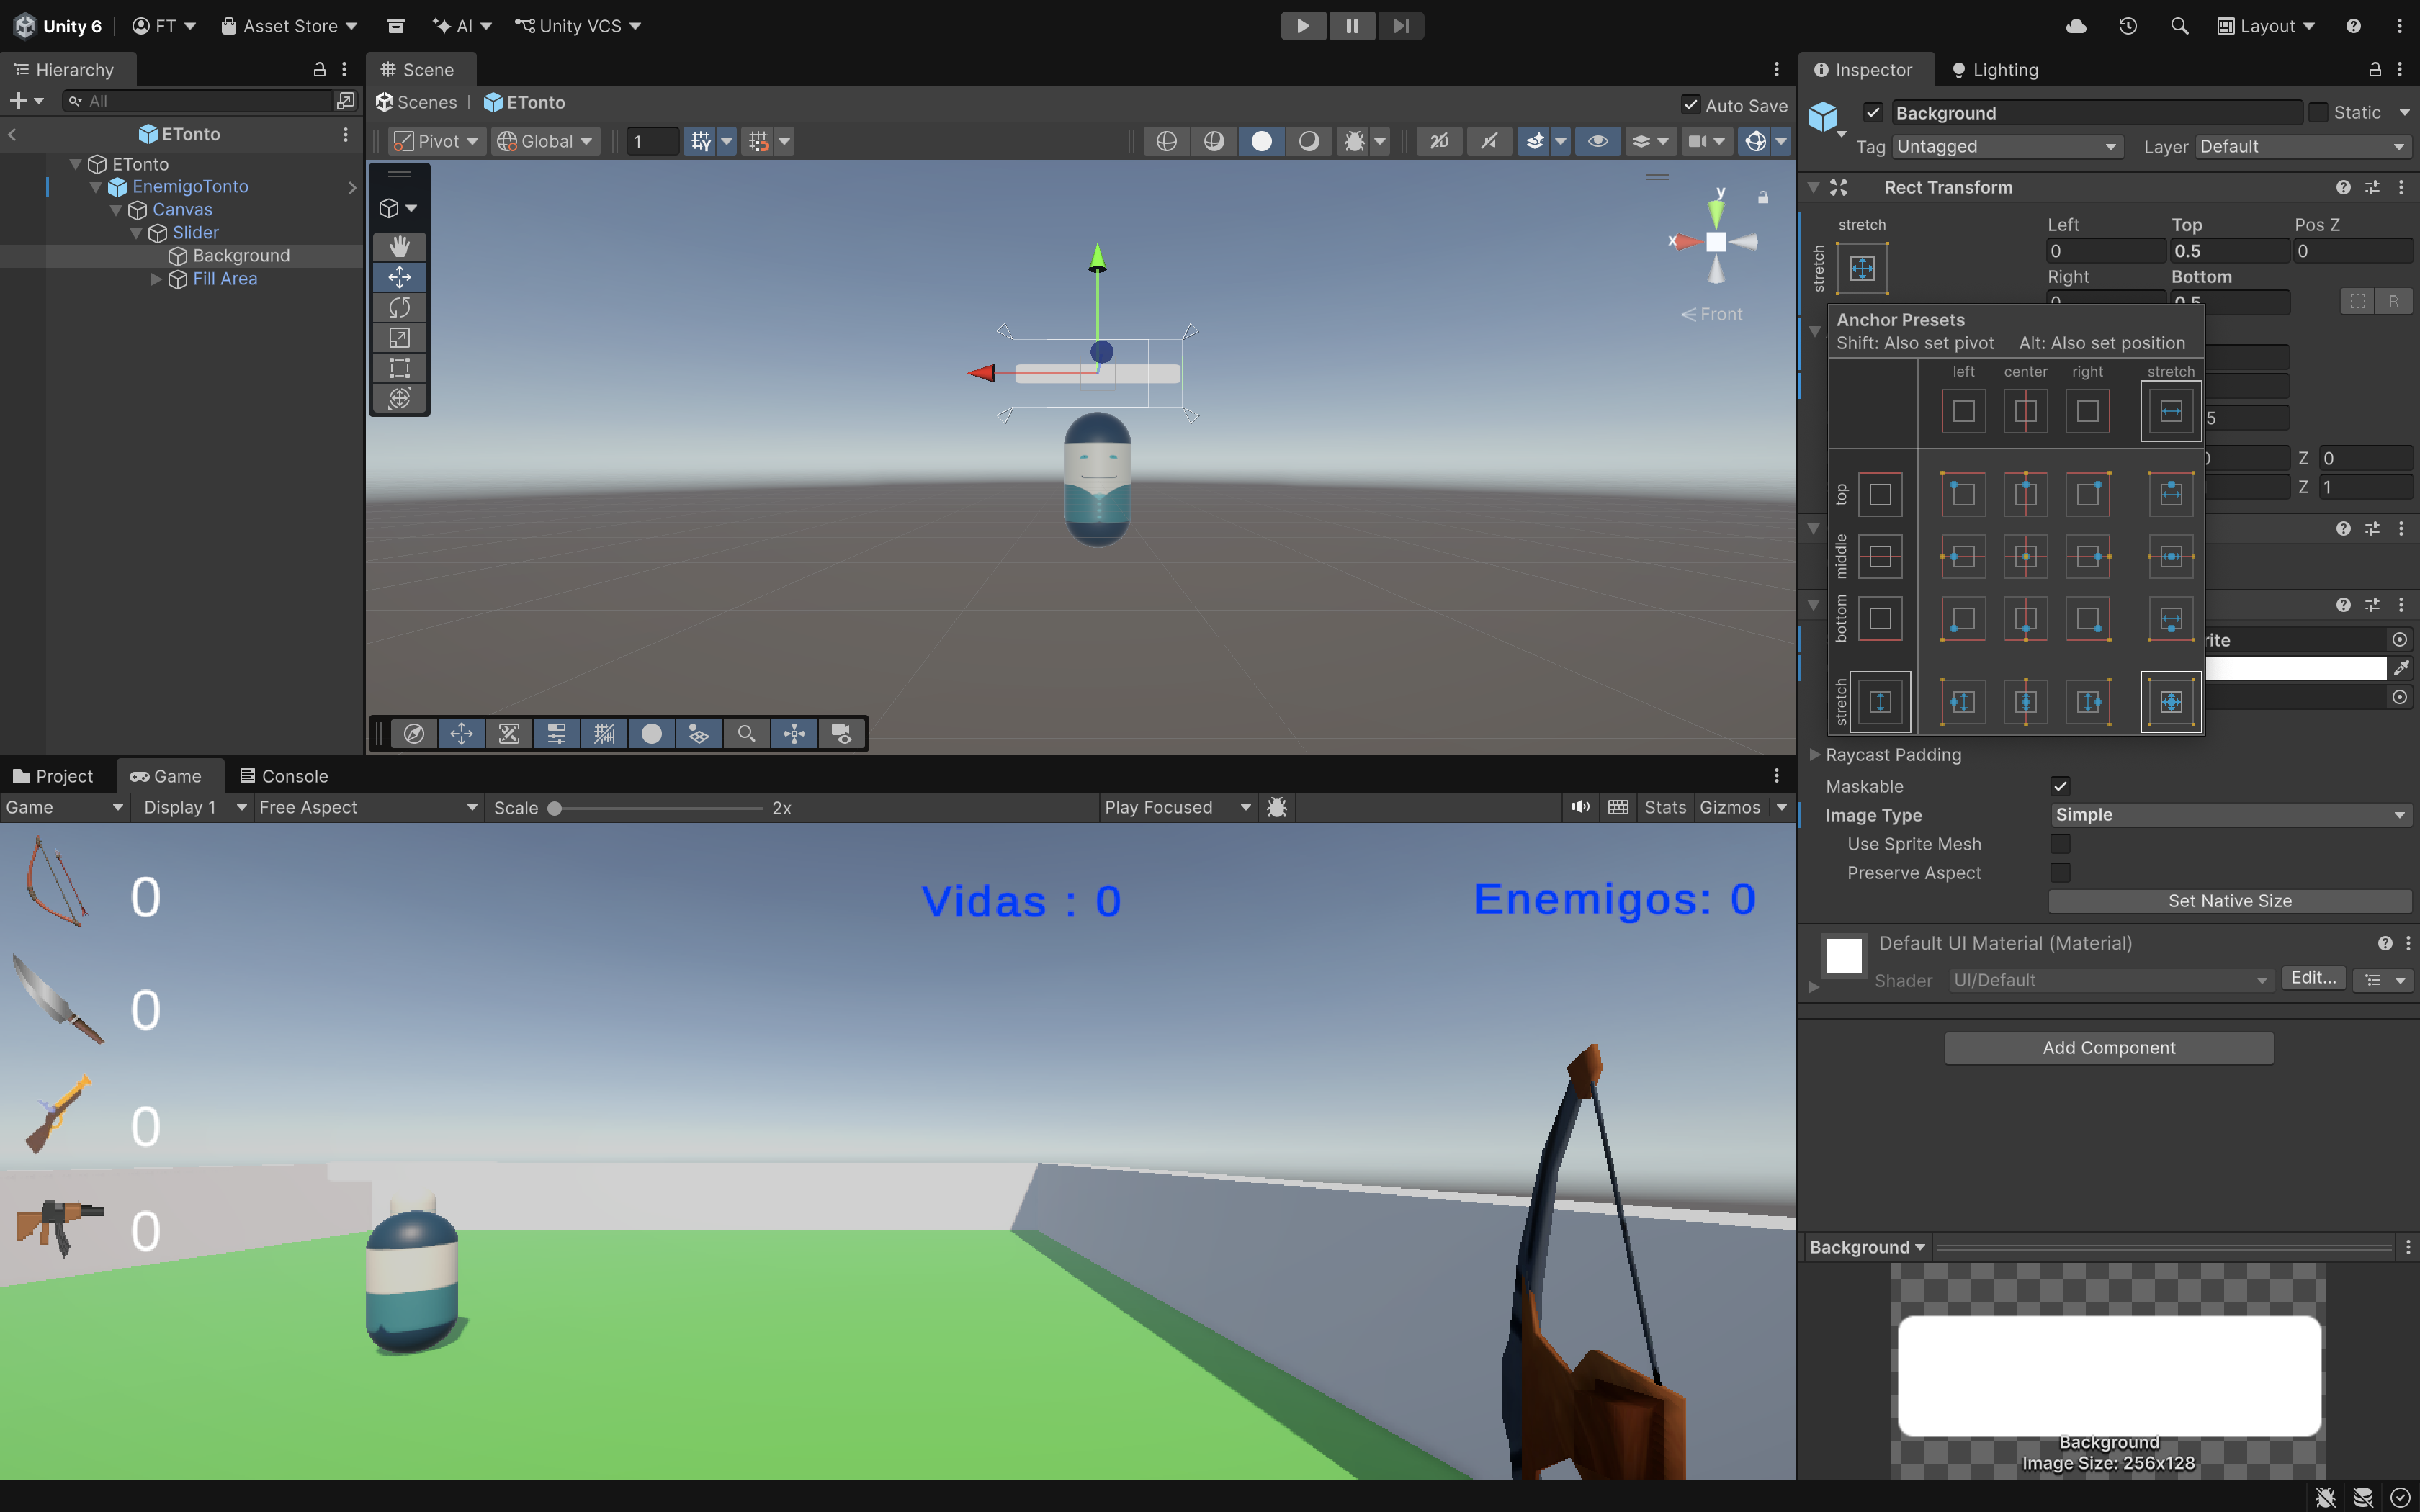 Unity 6 FT Asset Store AI Unity VCS Layout
Hierarchy
All
ETonto
ETonto
EnemigoTonto
Canvas
Slider
Background
Fill Area
Scene
Scenes | ETonto Auto Save
Pivot Global 1 2D
y
x
Front
Inspector Lighting
Background Static
Tag Untagged Layer Default
Rect Transform
stretch Left Top Pos Z
stretch 0 0.5 0
Right Bottom
0 0.5 R
Anchor Presets
Shift: Also set pivot Alt: Also set position
left center right stretch
top
middle
bottom
stretch
5
Z 0
Z 1
rite
Raycast Padding
Maskable
Image Type Simple
Use Sprite Mesh
Preserve Aspect
Set Native Size
Default UI Material (Material)
Shader UI/Default Edit...
Add Component
Background
Background
Image Size: 256x128
Project Game Console
Game Display 1 Free Aspect Scale 2x Play Focused Stats Gizmos
0 Vidas : 0 Enemigos: 0
0
0
0